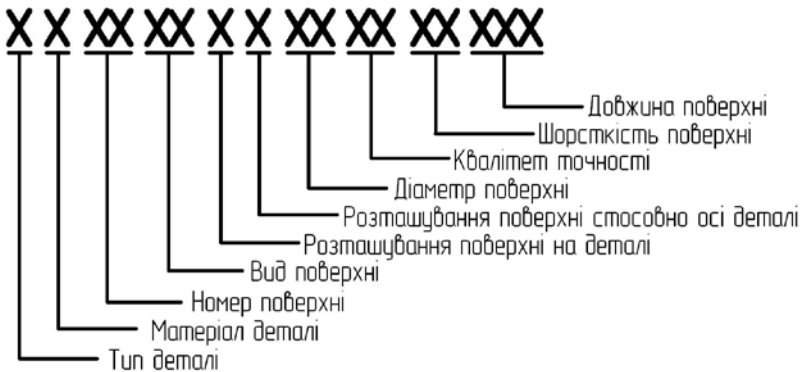 X X XX XX X X XX XX XX XXX
Довжина поверхні
Шорсткість поверхні
Квалітет точності
Діаметр поверхні
Розташування поверхні стосовно осі деталі
Розташування поверхні на деталі
Вид поверхні
Номер поверхні
Матеріал деталі
Тип деталі